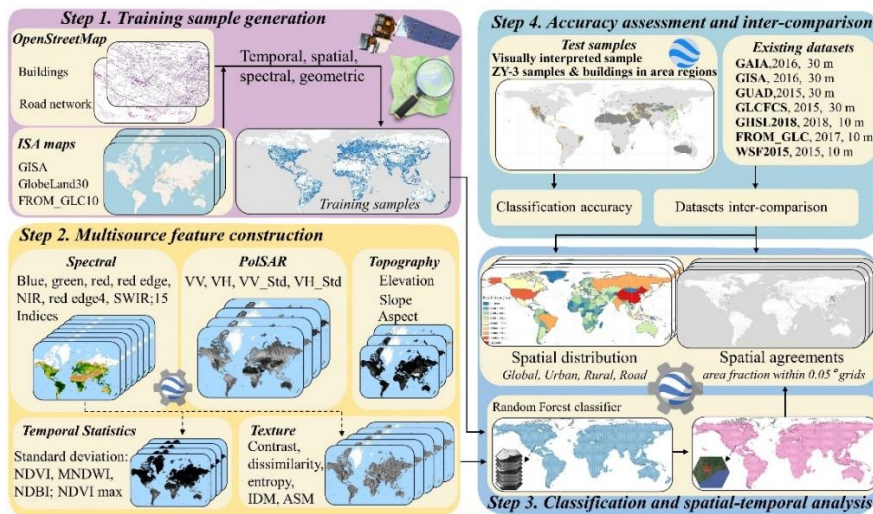 Step 1. Training sample generation
OpenStreetMap
Buildings
Road network
Temporal, spatial,
spectral, geometric
ISA maps
GISA
GlobeLand30
FROM_GLC10
Training samples
Step 2. Multisource feature construction
Spectral
Blue, green, red, red edge,
NIR, red edge4, SWIR;15
Indices
PolSAR
VV, VH, VV_Std, VH_Std
Topography
Elevation
Slope
Aspect
Temporal Statistics
Standard deviation:
NDVI, MNDWI,
NDBI; NDVI max
Texture
Contrast,
dissimilarity,
entropy,
IDM, ASM
Step 4. Accuracy assessment and inter-comparison
Test samples
Visually interpreted sample
ZY-3 samples & buildings in area regions
Existing datasets
GAIA,2016, 30 m
GISA, 2016, 30 m
GUAD,2015, 30 m
GLCFCS, 2015, 30 m
GHSL2018, 2018, 10 m
FROM_GLC, 2017, 10 m
WSF2015, 2015, 10 m
Classification accuracy
Datasets inter-comparison
Spatial distribution
Global, Urban, Rural, Road
Spatial agreements
area fraction within 0.05° grids
Random Forest classifier
Step 3. Classification and spatial-temporal analysis